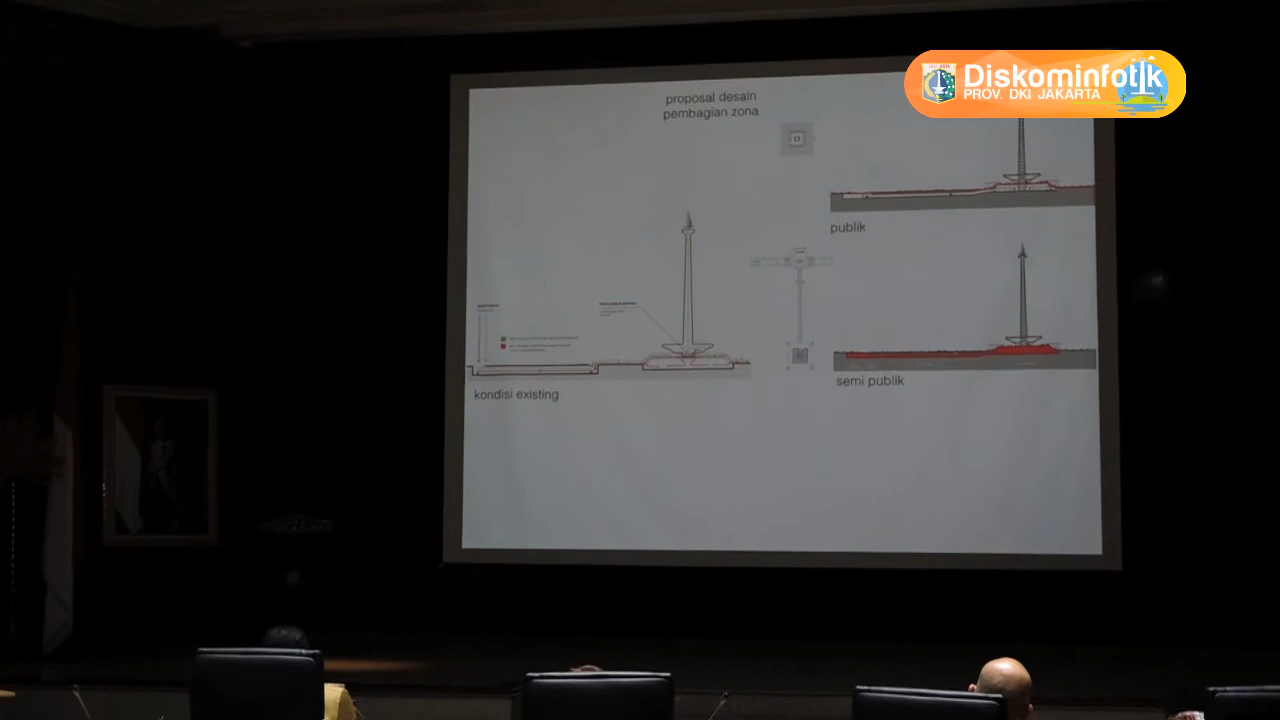 Diskominfotik
PROV. DKI JAKARTA
proposal desain
pembagian zona
publik
semi publik
kondisi existing